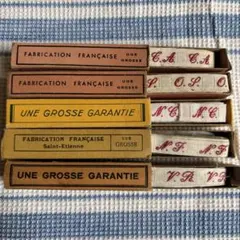 FABRICATION FRANÇAISE UNE GROSSE C.A. C.A.
FABRICATION FRANÇAISE UNE GROSSE S. O.S. O.
UNE GROSSE GARANTIE N.C. N.C.
FABRICATION FRANÇAISE Saint-Etienne UNE GROSSE N.F. N.F.
UNE GROSSE GARANTIE V.R. V.R.